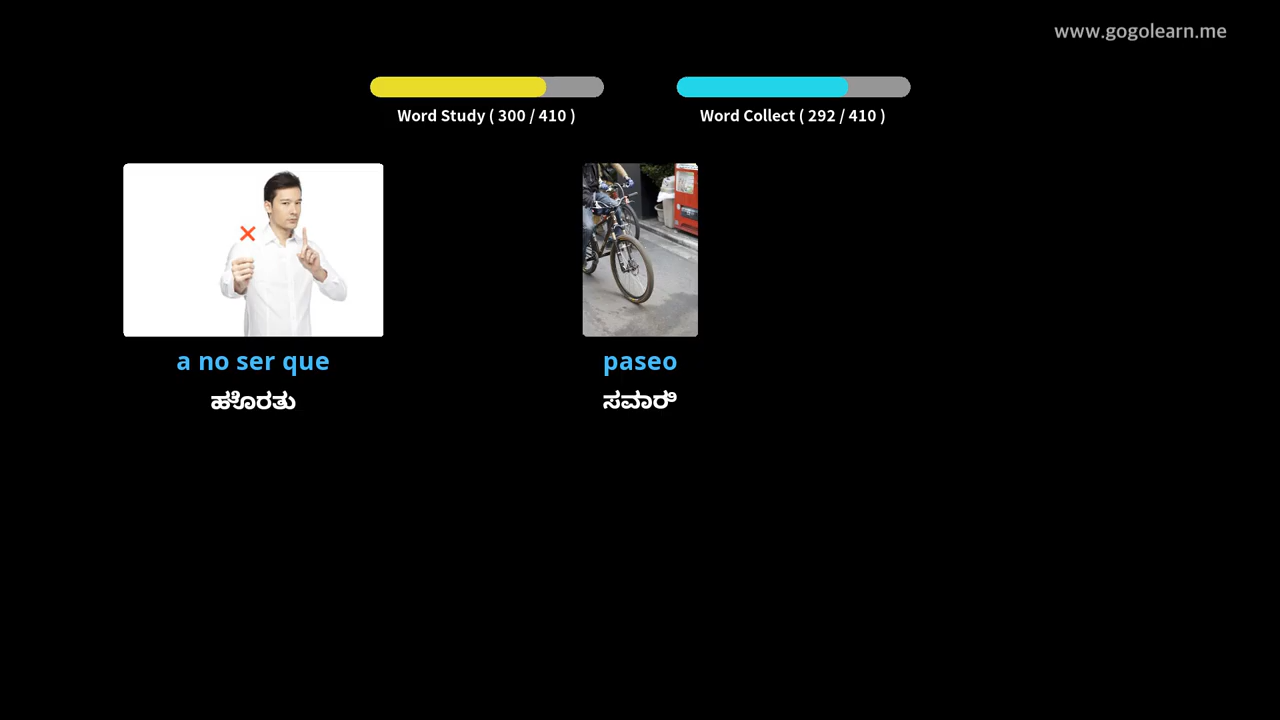 www.gogolearn.me
Word Study ( 300 / 410 )
Word Collect ( 292 / 410 )
a no ser que
ಹೊರತು
paseo
ಸವಾರಿ